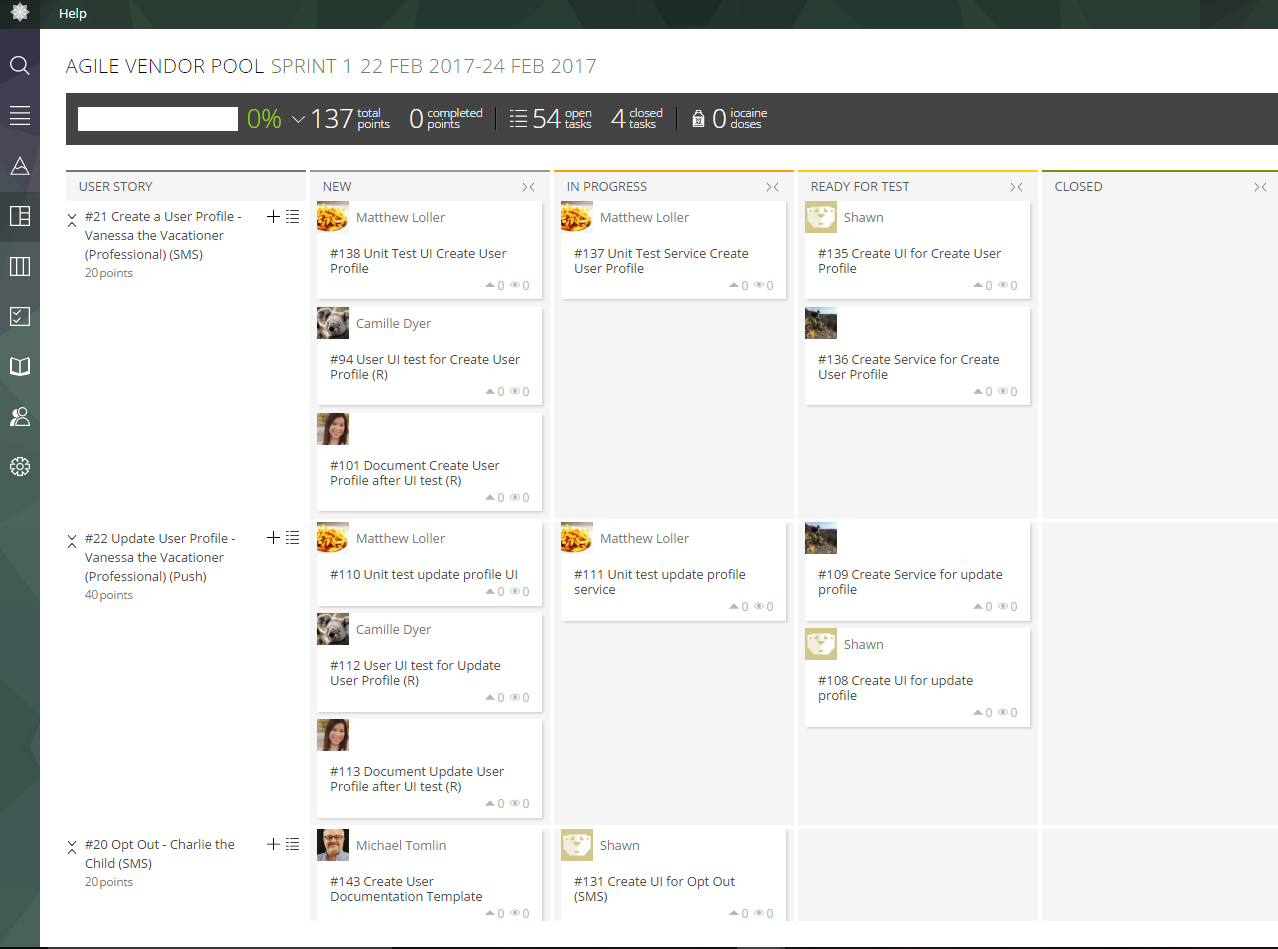 Help
AGILE VENDOR POOL SPRINT 1 22 FEB 2017-24 FEB 2017
0% 137 total points 0 completed points 54 open tasks 4 closed tasks 0 iocaine doses
USER STORY NEW IN PROGRESS READY FOR TEST CLOSED
#21 Create a User Profile -
Vanessa the Vacationer
(Professional) (SMS)
20 points
Matthew Loller
#138 Unit Test UI Create User
Profile
0 0
Camille Dyer
#94 User UI test for Create User
Profile (R)
0 0
#101 Document Create User
Profile after UI test (R)
0 0
Matthew Loller
#137 Unit Test Service Create
User Profile
0 0
Shawn
#135 Create UI for Create User
Profile
0 0
#136 Create Service for Create
User Profile
0 0
#22 Update User Profile -
Vanessa the Vacationer
(Professional) (Push)
40 points
Matthew Loller
#110 Unit test update profile UI
0 0
Camille Dyer
#112 User UI test for Update
User Profile (R)
0 0
#113 Document Update User
Profile after UI test (R)
0 0
Matthew Loller
#111 Unit test update profile
service
0 0
#109 Create Service for update
profile
0 0
Shawn
#108 Create UI for update
profile
0 0
#20 Opt Out - Charlie the
Child (SMS)
20 points
Michael Tomlin
#143 Create User
Documentation Template
0 0
Shawn
#131 Create UI for Opt Out
(SMS)
0 0